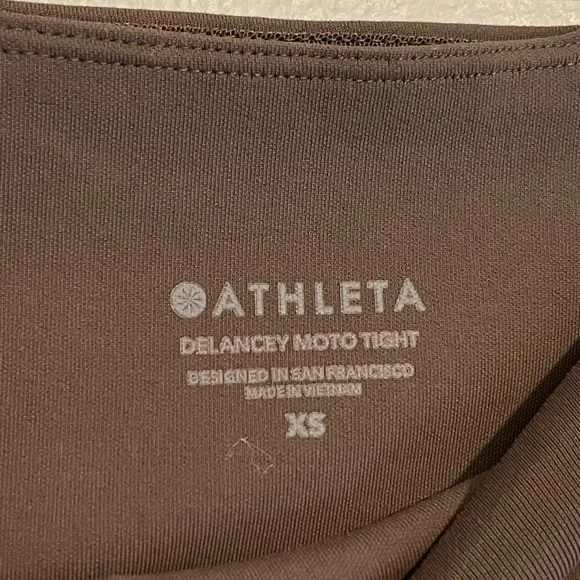 ATHLETA
DELANCEY MOTO TIGHT
DESIGNED IN SAN FRANCISCO
MADE IN VIETNAM
XS